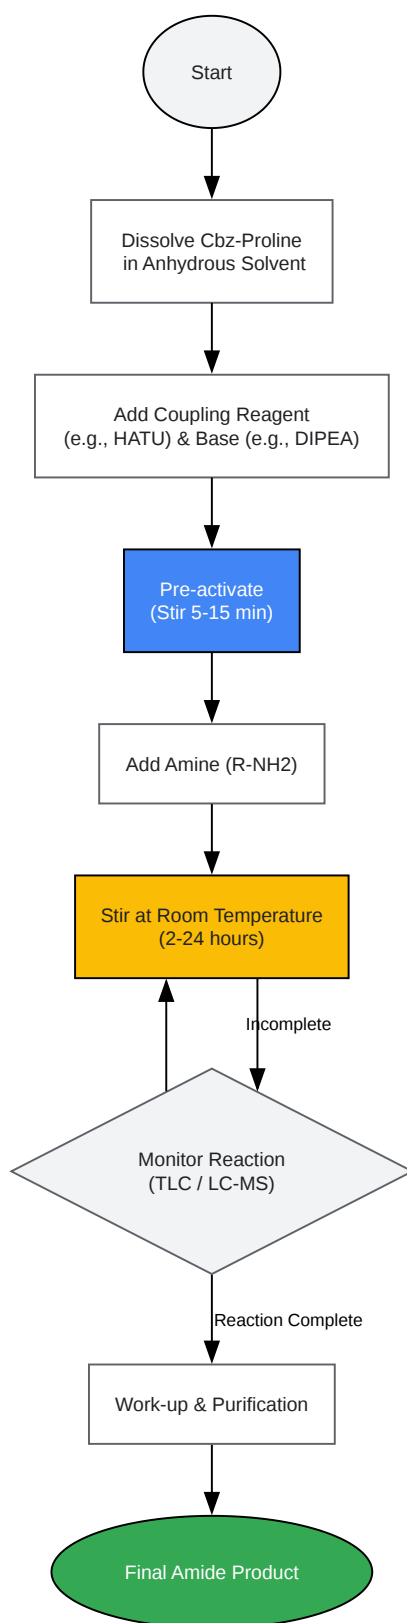 Start
Dissolve Cbz-Proline
in Anhydrous Solvent
Add Coupling Reagent
(e.g., HATU) & Base (e.g., DIPEA)
Pre-activate
(Stir 5-15 min)
Add Amine (R-NH2)
Stir at Room Temperature
(2-24 hours)
Incomplete
Monitor Reaction
(TLC / LC-MS)
Reaction Complete
Work-up & Purification
Final Amide Product